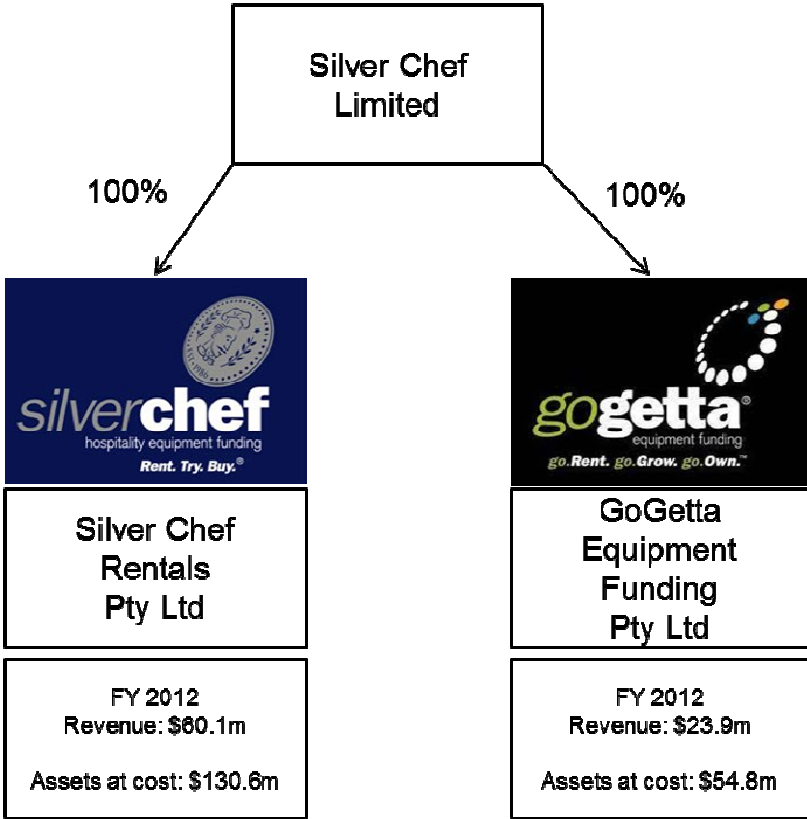 Silver Chef
Limited
100%
100%
silverchef
hospitality equipment funding
Rent. Try. Buy.®
gogetta®
equipment funding
go.Rent. go.Grow. go.Own.™
Silver Chef
Rentals
Pty Ltd
GoGetta
Equipment
Funding
Pty Ltd
FY 2012
Revenue: $60.1m
Assets at cost: $130.6m
FY 2012
Revenue: $23.9m
Assets at cost: $54.8m